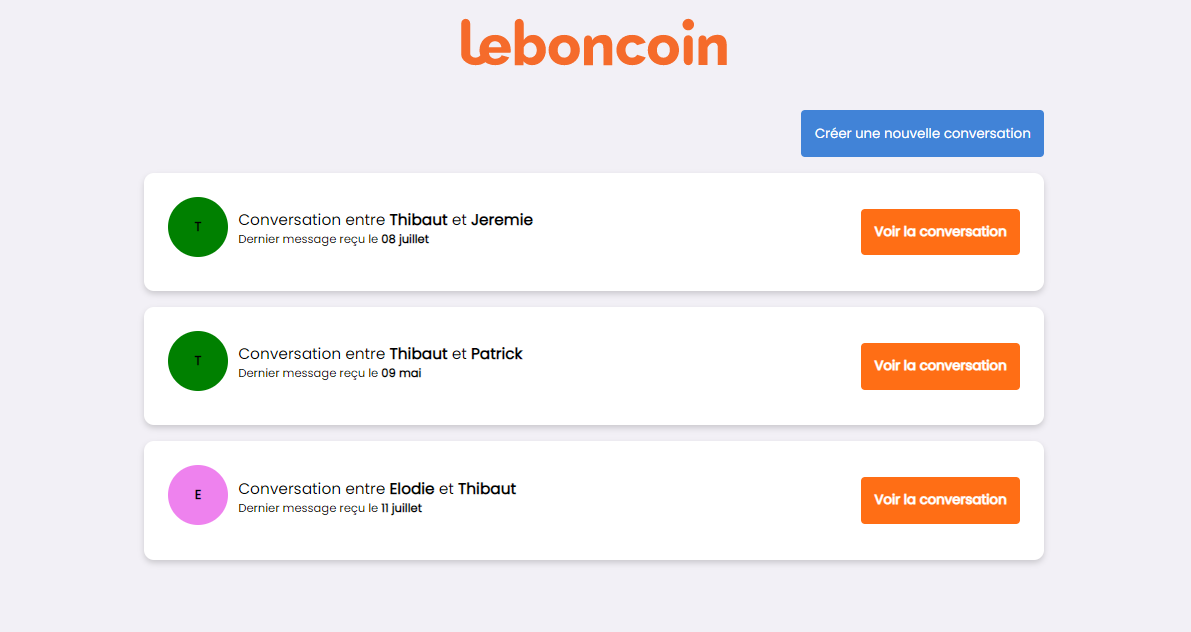 leboncoin
Créer une nouvelle conversation
T
Conversation entre Thibaut et Jeremie
Dernier message reçu le 08 juillet
Voir la conversation
T
Conversation entre Thibaut et Patrick
Dernier message reçu le 09 mai
Voir la conversation
E
Conversation entre Elodie et Thibaut
Dernier message reçu le 11 juillet
Voir la conversation